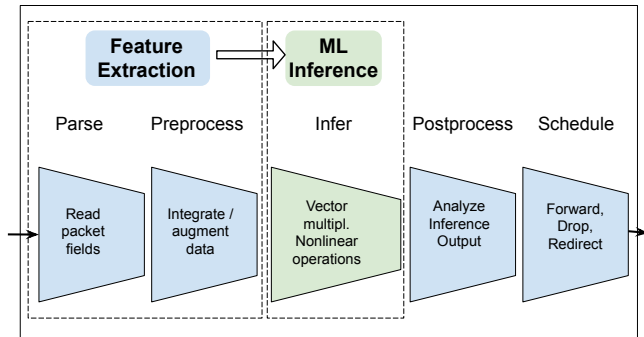 Feature
Extraction
ML
Inference
Parse
Preprocess
Infer
Postprocess
Schedule
Read
packet
fields
Integrate /
augment
data
Vector
multipl.
Nonlinear
operations
Analyze
Inference
Output
Forward,
Drop,
Redirect